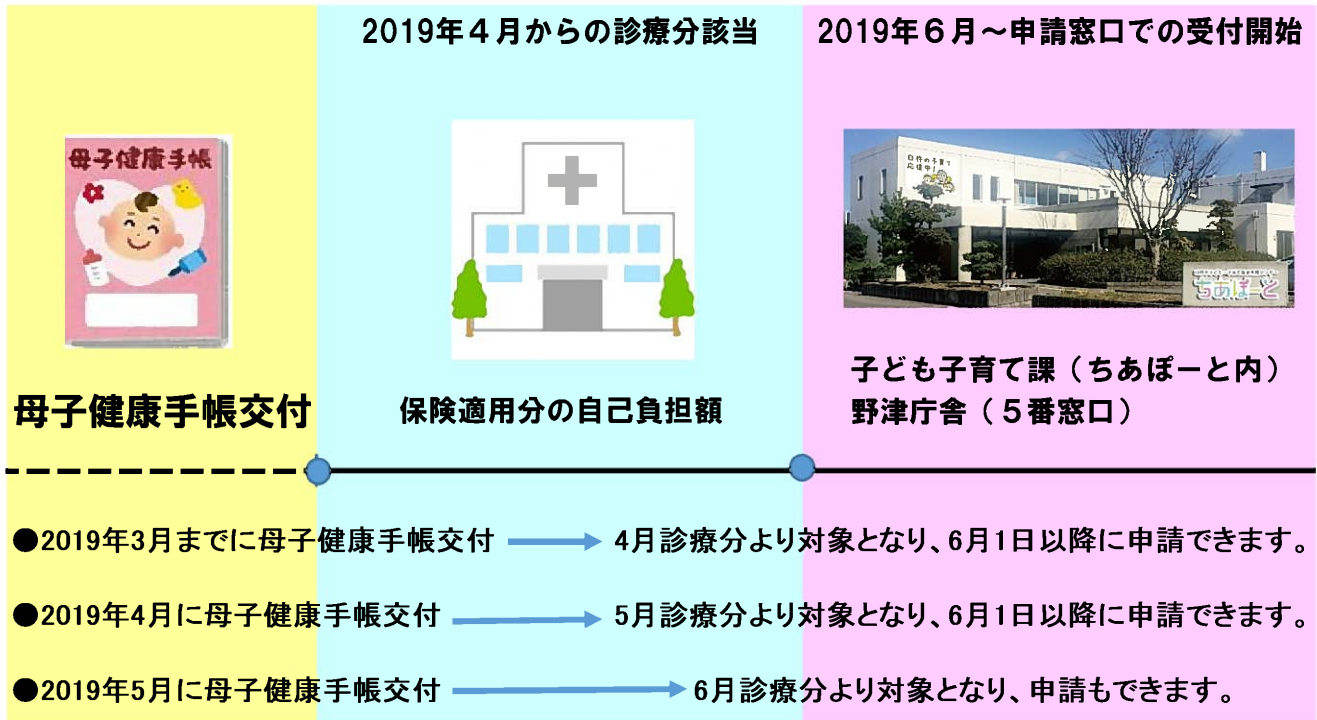 2019年４月からの診療分該当
2019年６月～申請窓口での受付開始
母子健康手帳
臼杵の子育て
応援中！
ちあぽーと
母子健康手帳交付
保険適用分の自己負担額
子ども子育て課（ちあぽーと内）
野津庁舎（５番窓口）
●2019年3月までに母子健康手帳交付 → 4月診療分より対象となり、6月1日以降に申請できます。
●2019年4月に母子健康手帳交付 → 5月診療分より対象となり、6月1日以降に申請できます。
●2019年5月に母子健康手帳交付 → 6月診療分より対象となり、申請もできます。